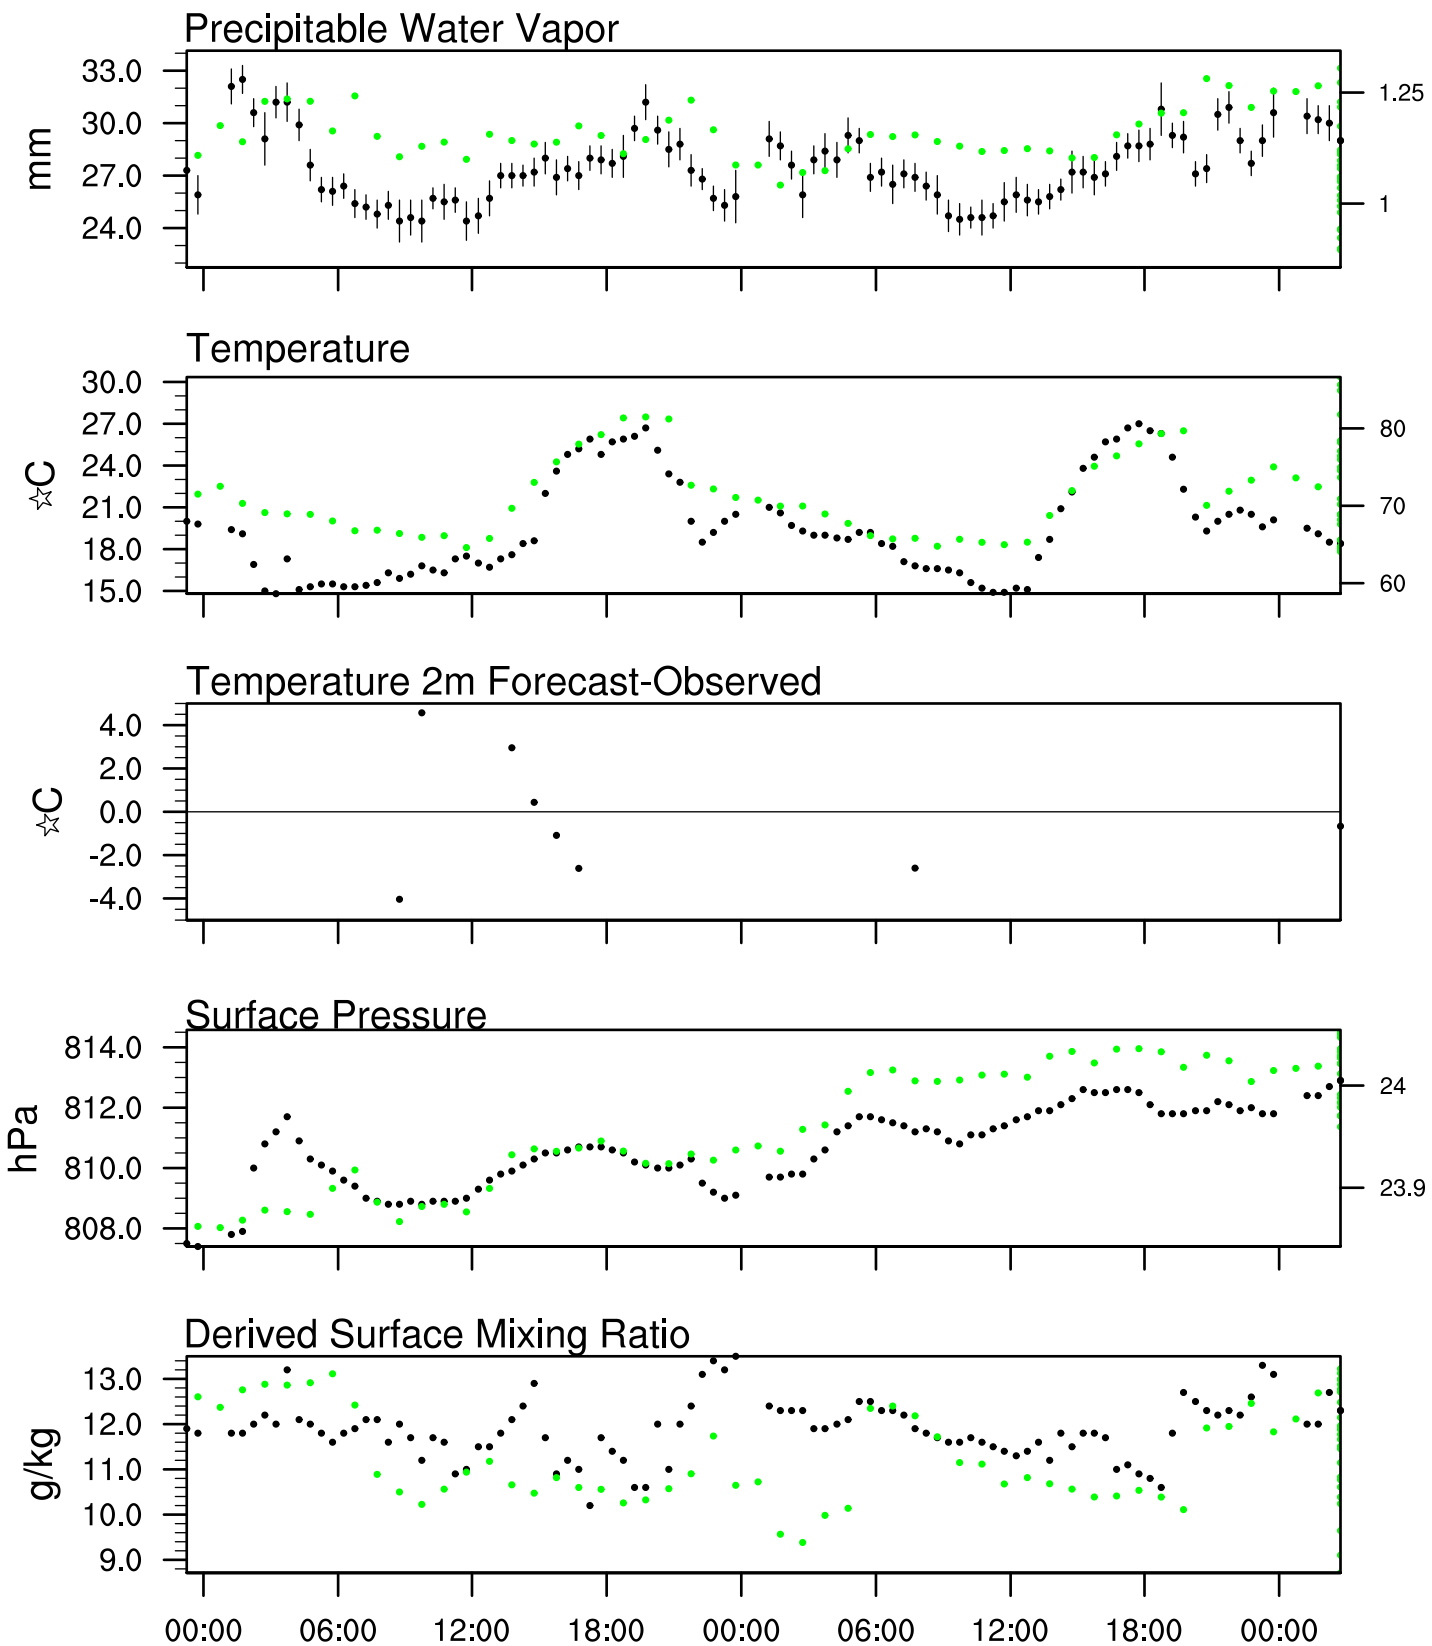 Precipitable Water Vapor
33.0
30.0
27.0
24.0
mm
1.25
1
Temperature
30.0
27.0
24.0
21.0
18.0
15.0
☆C
80
70
60
Temperature 2m Forecast-Observed
4.0
2.0
0.0
-2.0
-4.0
☆C
Surface Pressure
814.0
812.0
810.0
808.0
hPa
24
23.9
Derived Surface Mixing Ratio
13.0
12.0
11.0
10.0
9.0
g/kg
00:00 06:00 12:00 18:00 00:00 06:00 12:00 18:00 00:00